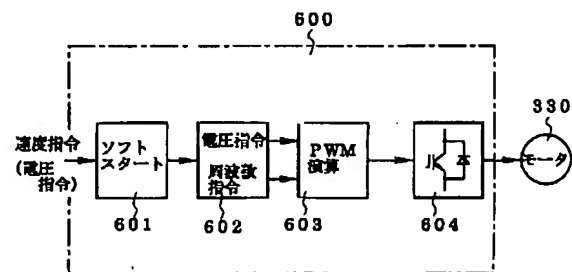 600
330
速度指令
(電圧
指令)
ソフト
スタート
電圧指令
周波数
指令
PWM
演算
モータ
601
602
603
604